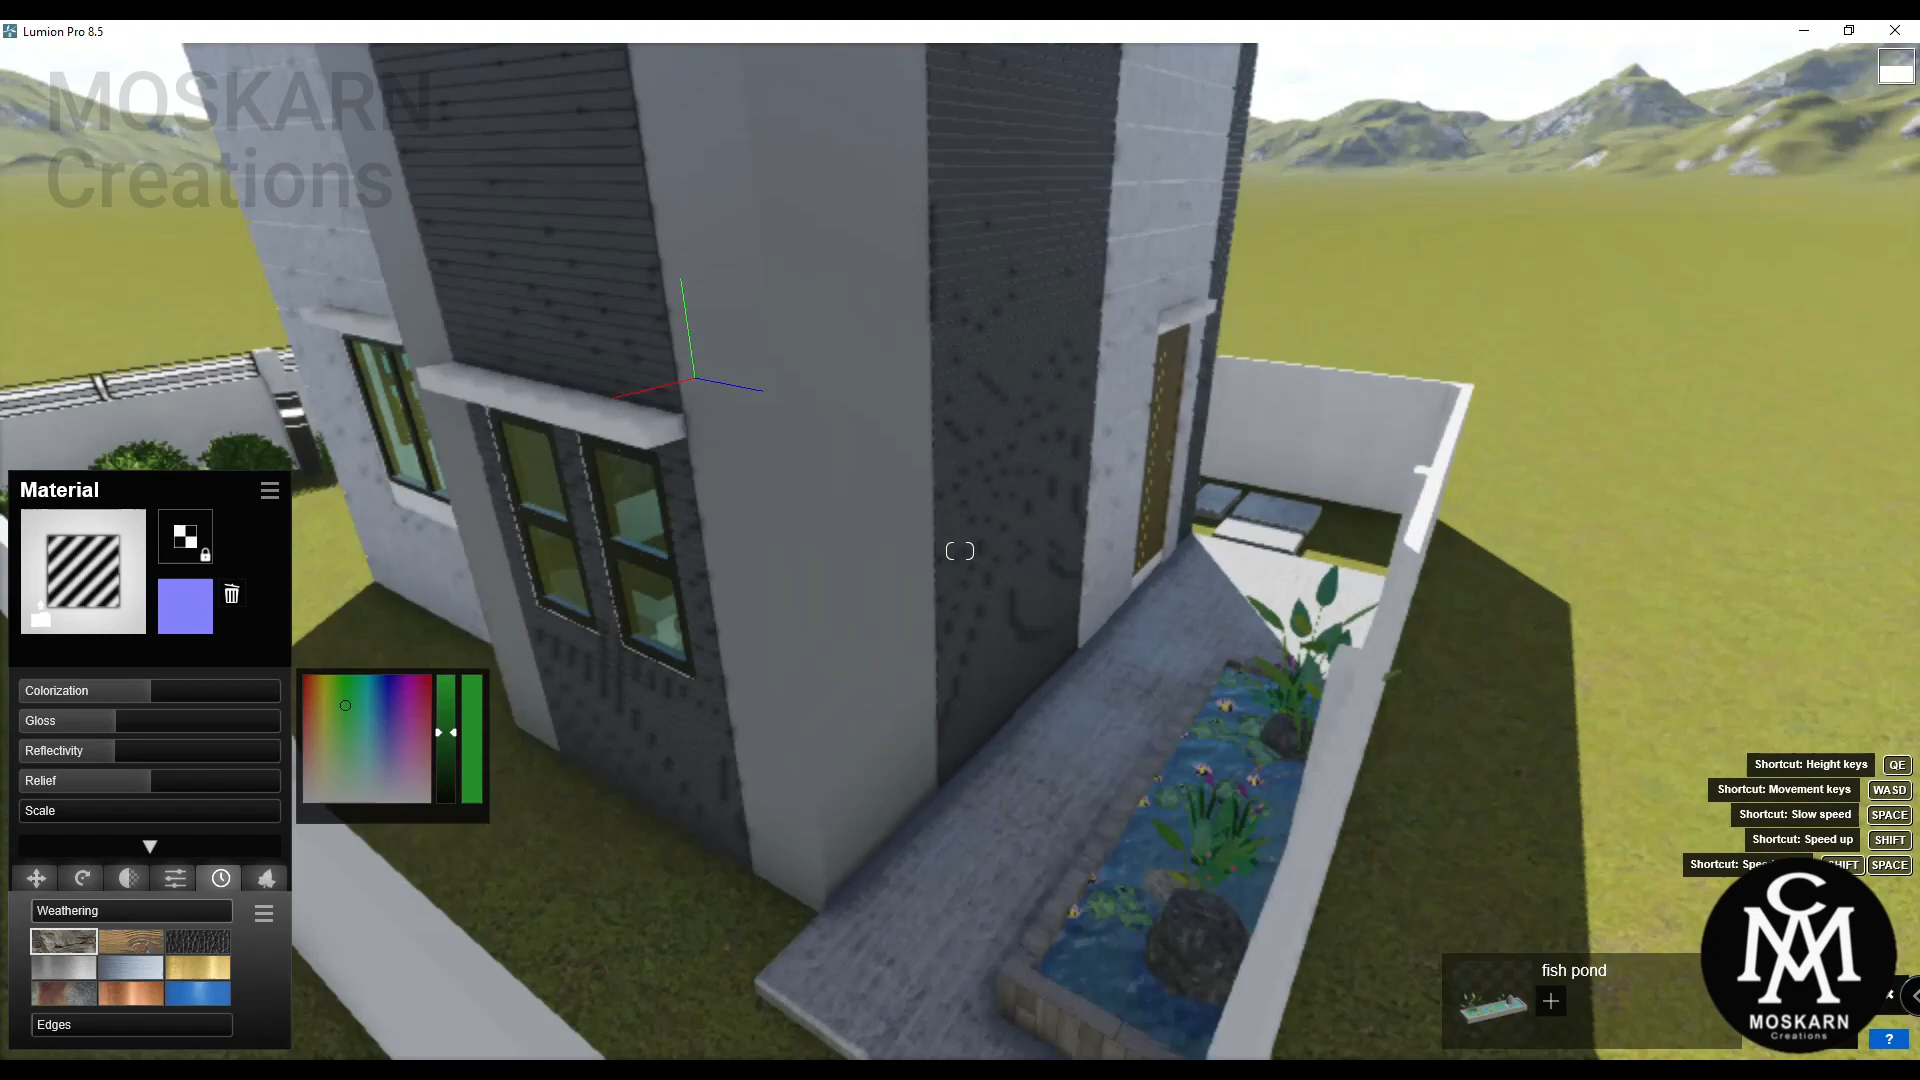 Lumion Pro 8.5
MOSKARN
Creations
Material
Colorization
Gloss
Reflectivity
Relief
Scale
Weathering
Edges
Shortcut: Height keys QE
Shortcut: Movement keys WASD
Shortcut: Slow speed SPACE
Shortcut: Speed up SHIFT
Shortcut: SPACE
fish pond
MOSKARN
Creations
?